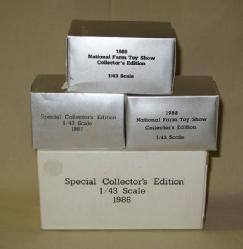 1989
National Farm Toy Show
Collector's Edition
1/43 Scale
Special Collector's Edition
1/43 Scale
1987
1988
National Farm Toy Show
Collector's Edition
1/43 Scale
Special Collector's Edition
1/43 Scale
1986